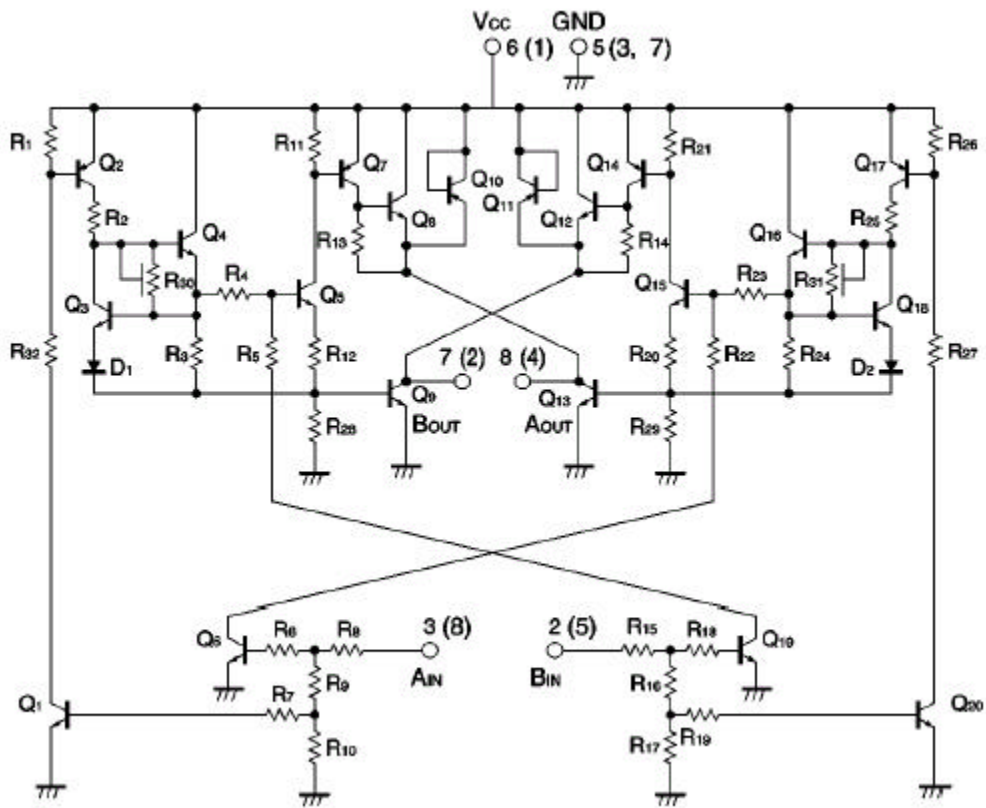 Vcc GND
6 (1) 5 (3, 7)
R1 R11 R21 R26
Q2 Q7 Q10 Q14 Q17
Q11 Q12
R2 Q4 Q8 Q16 R25
R13 R14
R30 R4 Q5 Q15 R23 R31
Q3 Q18
R32 R3 R5 R12 R20 R22 R24 R27
D1 D2
7 (2) 8 (4)
Q9 Q13
BOUT AOUT
R28 R29
3 (8) 2 (5)
Q6 R6 R8 R15 R18 Q19
AIN BIN
R9 R16
Q1 R7 Q20
R10 R17 R19